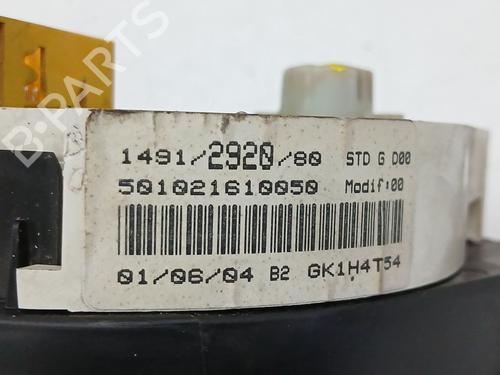 B-PARTS
1491/2920/80 STD G D00
501021610050 Modif:00
01/06/04 B2 GK1H4T54